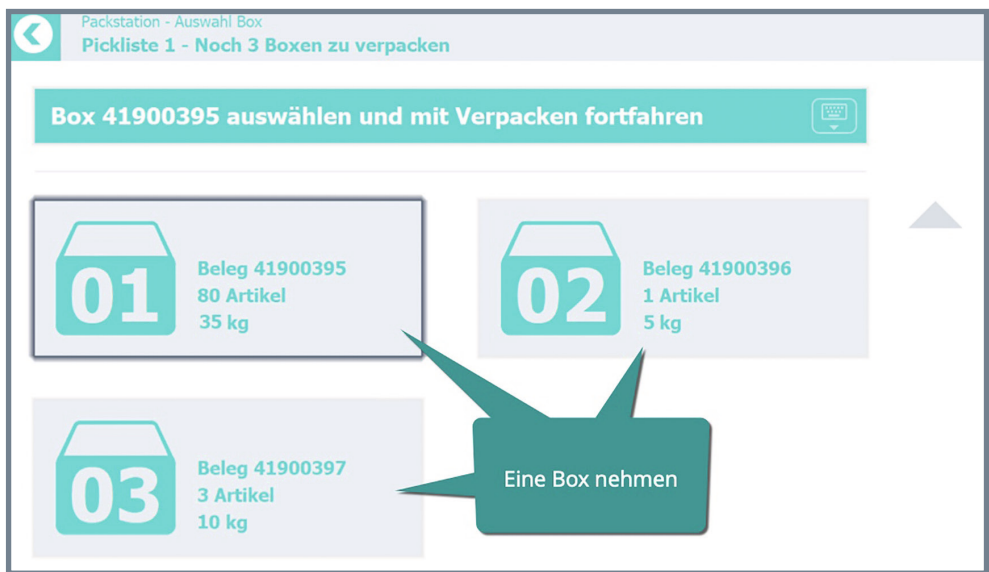 Packstation - Auswahl Box
Pickliste 1 - Noch 3 Boxen zu verpacken
Box 41900395 auswählen und mit Verpacken fortfahren
01
Beleg 41900395
80 Artikel
35 kg
02
Beleg 41900396
1 Artikel
5 kg
03
Beleg 41900397
3 Artikel
10 kg
Eine Box nehmen